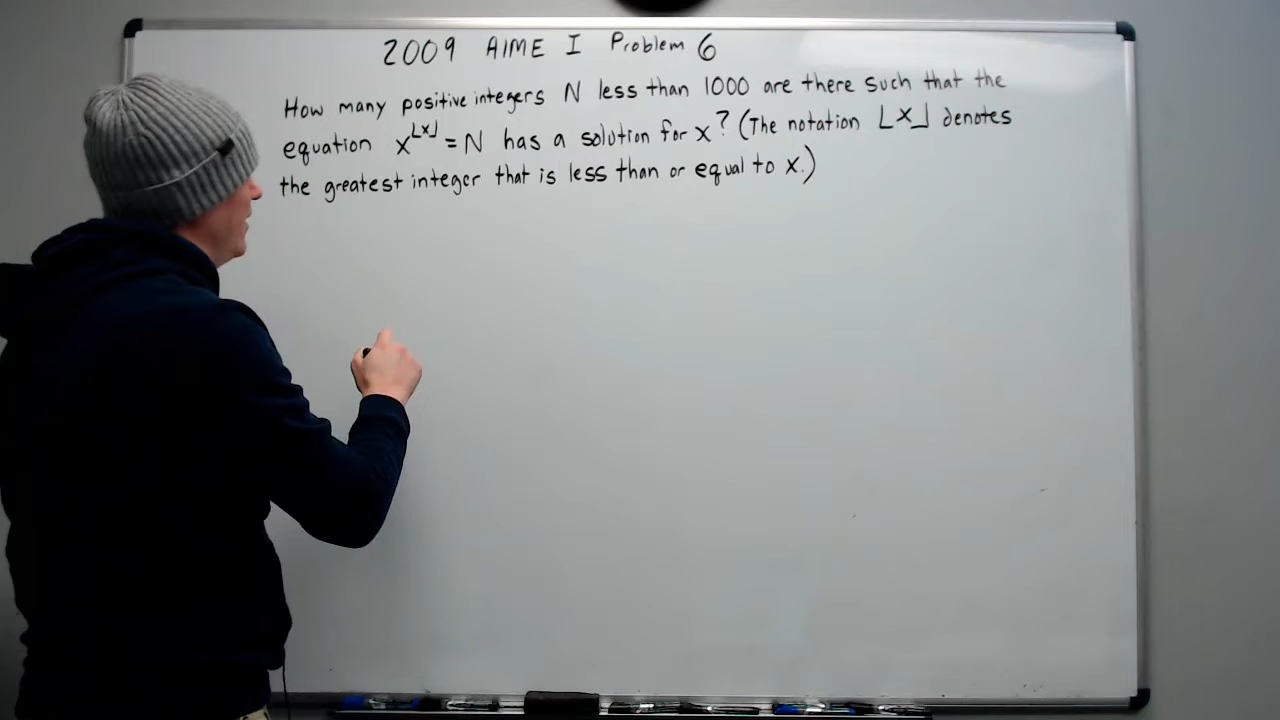 2009 AIME I Problem 6
How many positive integers N less than 1000 are there such that the
equation x^⌊x⌋ = N has a solution for x? (The notation ⌊x⌋ denotes
the greatest integer that is less than or equal to x.)